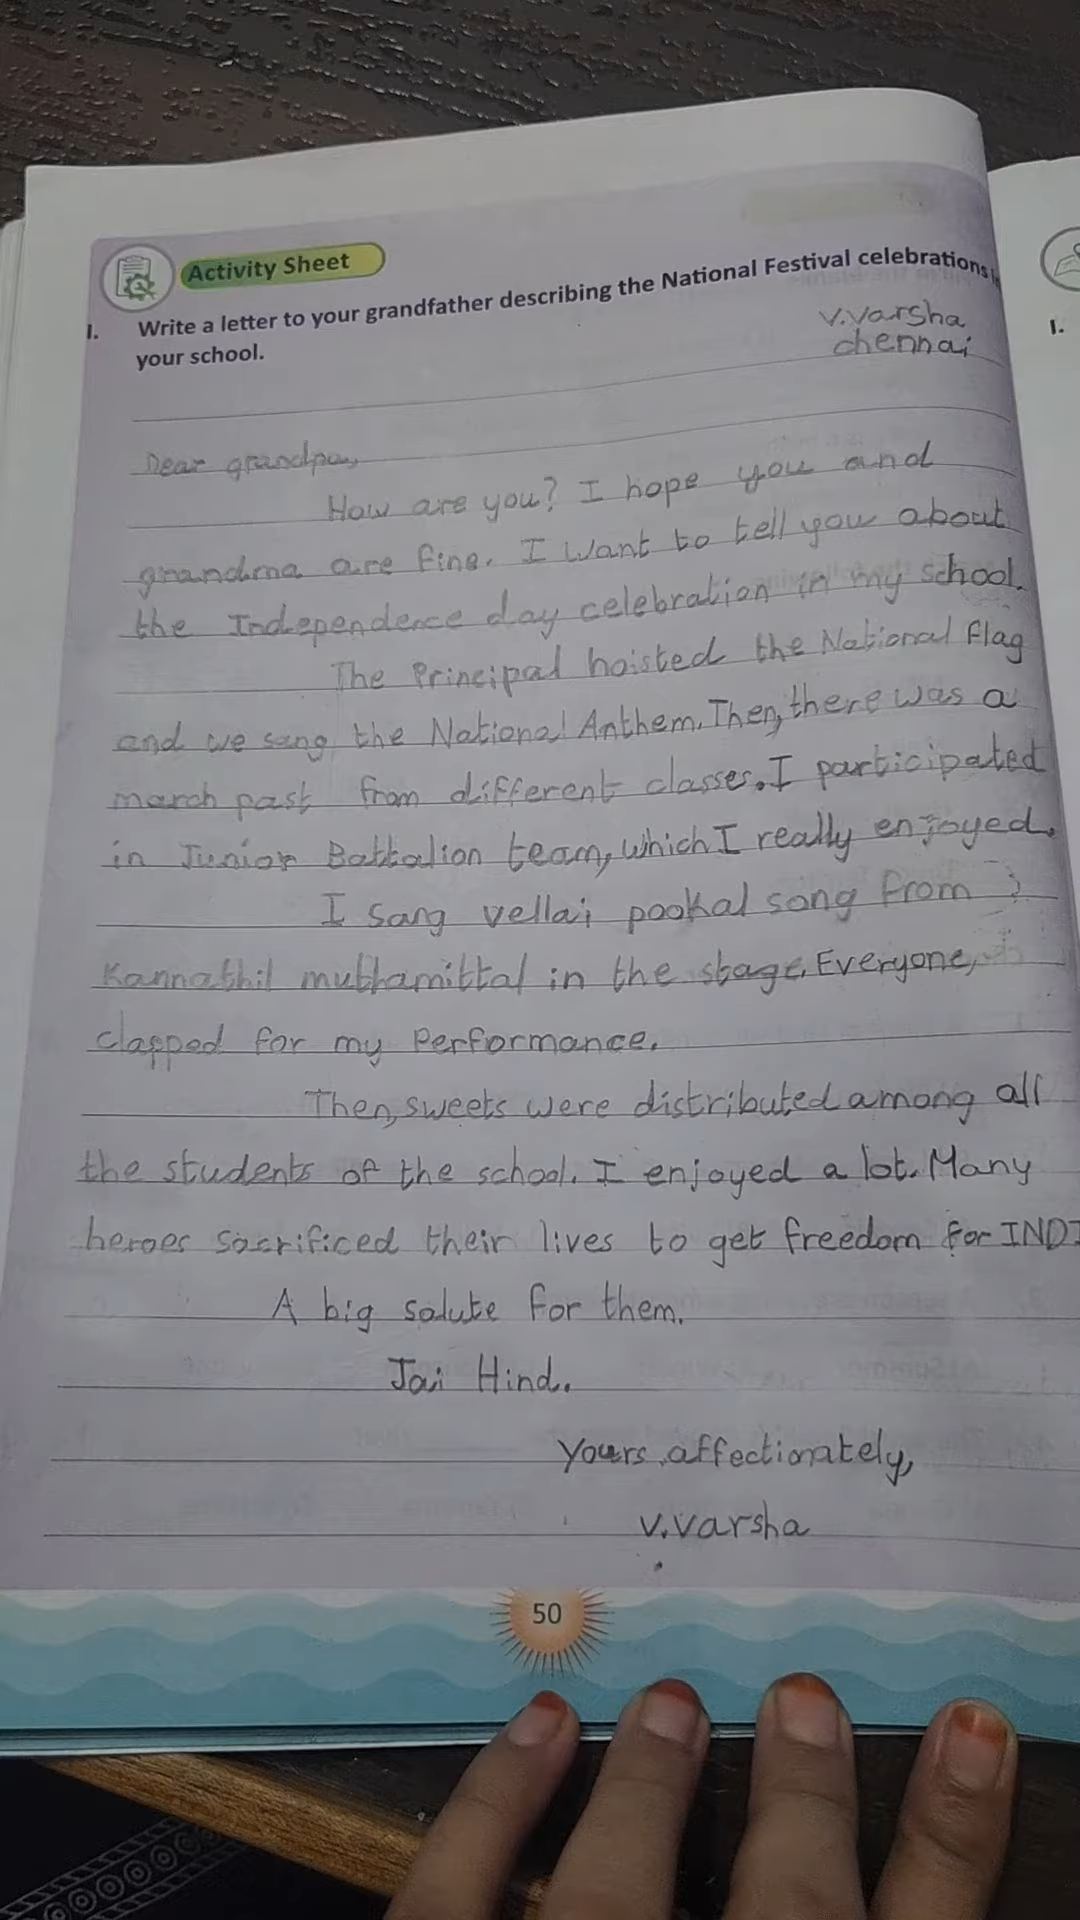 Activity Sheet
I. Write a letter to your grandfather describing the National Festival celebrations
your school.
V.Varsha
chennai
Dear grandpa,
How are you? I hope you and
grandma are fine. I want to tell you about
the Independence day celebration in my school.
The Principal hoisted the National Flag
and we sang the National Anthem. Then, there was a
march past from different classes. I participated
in Junior Battalion team, which I really enjoyed.
I sang vellai pookal song from
Kannathil muthamittal in the stage. Everyone,
clapped for my Performance.
Then, sweets were distributed among all
the students of the school. I enjoyed a lot. Many
heroes sacrificed their lives to get freedom for INDI
A big salute for them.
Jai Hind.
Yours affectionately,
V.Varsha
50
I.